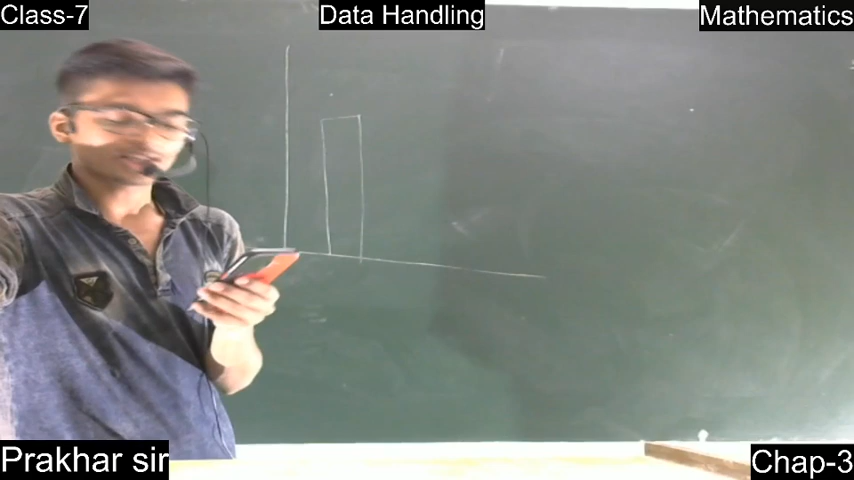 Class-7
Data Handling
Mathematics
Prakhar sir
Chap-3